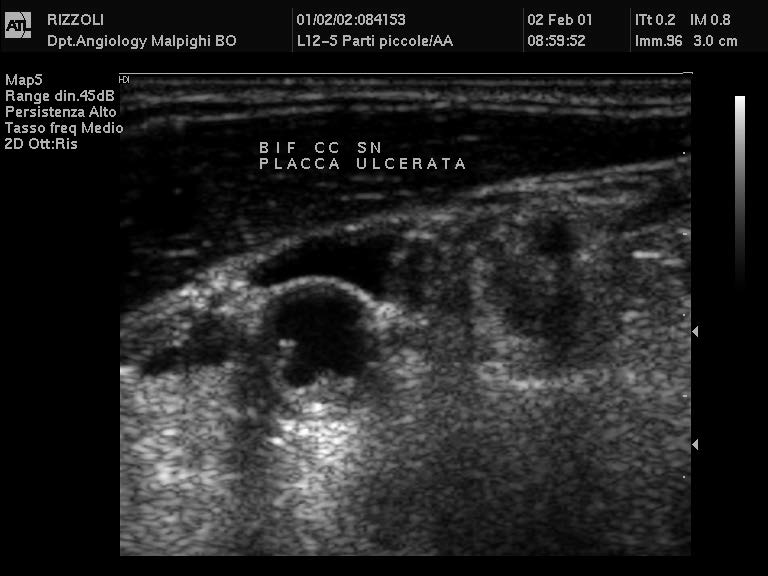 ATL
RIZZOLI
Dpt.Angiology Malpighi BO
01/02/02:084153
L12-5 Parti piccole/AA
02 Feb 01
08:59:52
ITt 0.2 IM 0.8
Imm.96 3.0 cm
Map5
Range din.45dB
Persistenza Alto
Tasso freq Medio
2D Ott:Ris
HDI
BIF CC SN
PLACCA ULCERATA